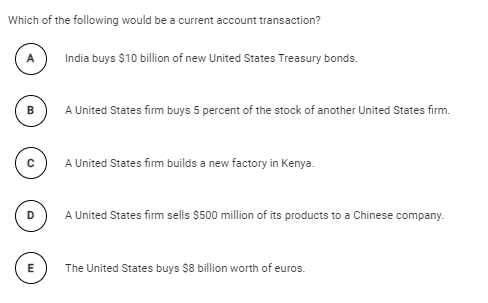 Which of the following would be a current account transaction?
A India buys $10 billion of new United States Treasury bonds.
B A United States firm buys 5 percent of the stock of another United States firm.
C A United States firm builds a new factory in Kenya.
D A United States firm sells $500 million of its products to a Chinese company.
E The United States buys $8 billion worth of euros.